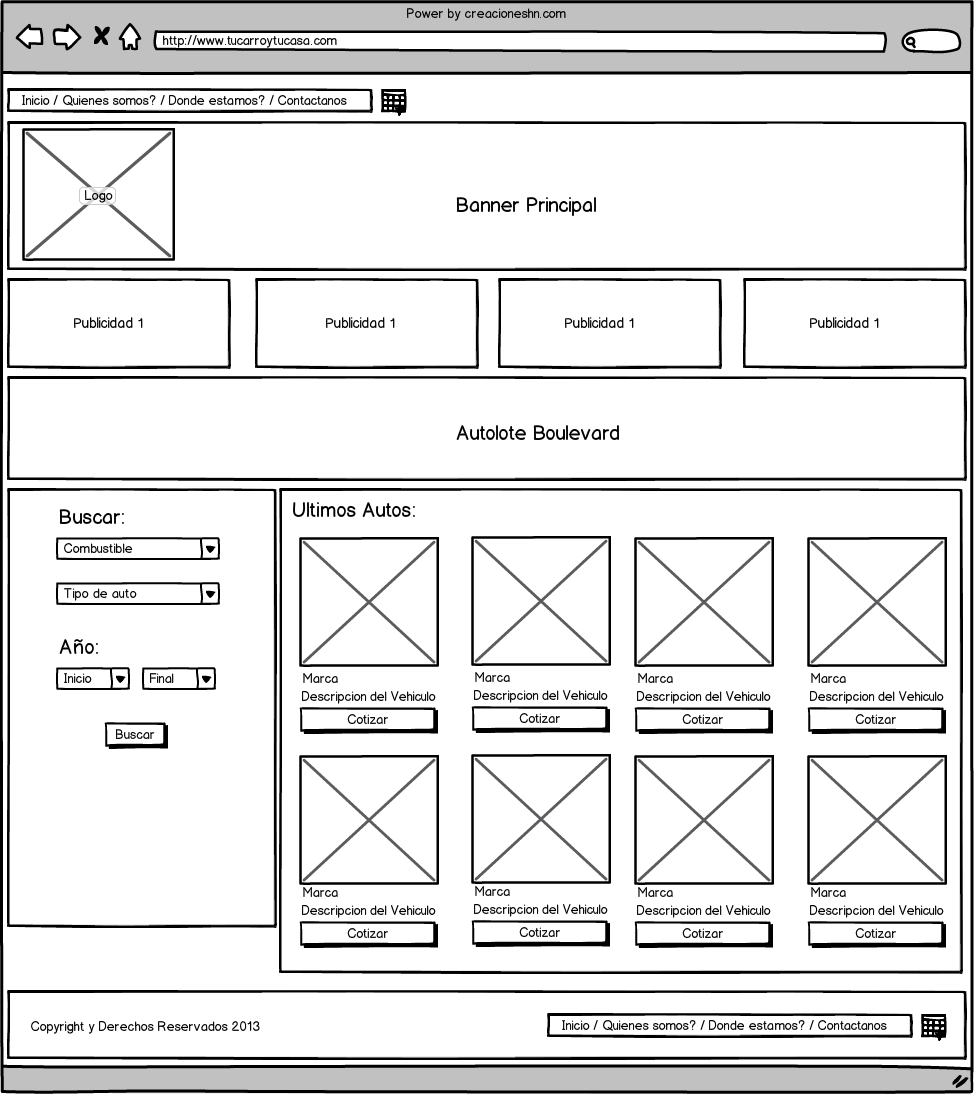 Power by creacioneshn.com
http://www.tucarroytucasa.com
Inicio / Quienes somos? / Donde estamos? / Contactanos
Logo
Banner Principal
Publicidad 1
Publicidad 1
Publicidad 1
Publicidad 1
Autolote Boulevard
Buscar:
Combustible
Tipo de auto
Año:
Inicio
Final
Buscar
Ultimos Autos:
Marca
Marca
Marca
Marca
Descripcion del Vehiculo
Descripcion del Vehiculo
Descripcion del Vehiculo
Descripcion del Vehiculo
Cotizar
Cotizar
Cotizar
Cotizar
Marca
Marca
Marca
Marca
Descripcion del Vehiculo
Descripcion del Vehiculo
Descripcion del Vehiculo
Descripcion del Vehiculo
Cotizar
Cotizar
Cotizar
Cotizar
Copyright y Derechos Reservados 2013
Inicio / Quienes somos? / Donde estamos? / Contactanos